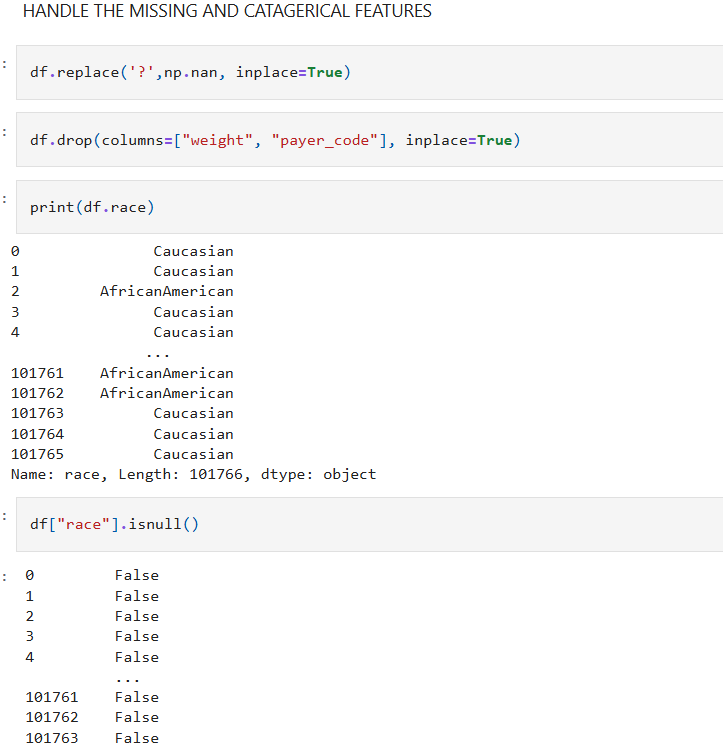 HANDLE THE MISSING AND CATAGERICAL FEATURES
: df.replace('?',np.nan, inplace=True)
: df.drop(columns=["weight", "payer_code"], inplace=True)
: print(df.race)
0 Caucasian
1 Caucasian
2 AfricanAmerican
3 Caucasian
4 Caucasian
...
101761 AfricanAmerican
101762 AfricanAmerican
101763 Caucasian
101764 Caucasian
101765 Caucasian
Name: race, Length: 101766, dtype: object
: df["race"].isnull()
: 0 False
1 False
2 False
3 False
4 False
...
101761 False
101762 False
101763 False